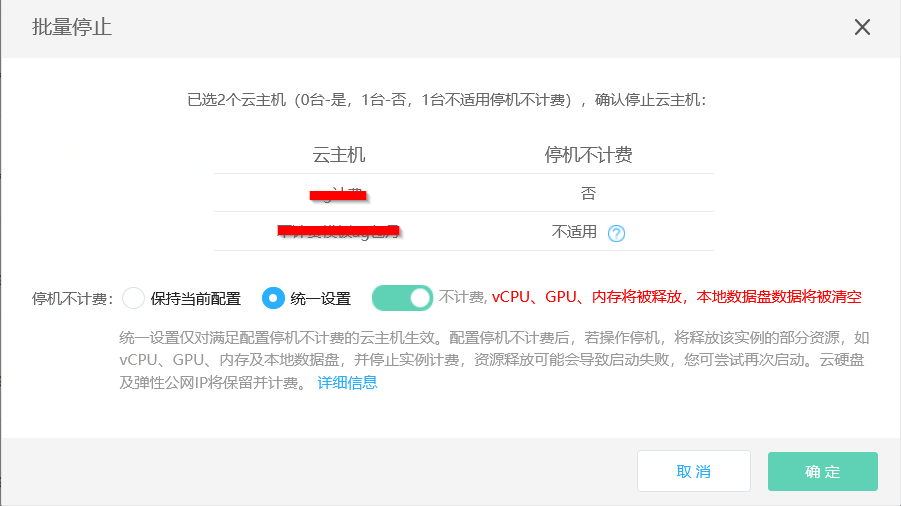 批量停止
已选2个云主机（0台-是，1台-否，1台不适用停机不计费），确认停止云主机：
云主机 停机不计费
否
不适用 ?
停机不计费： 保持当前配置 统一设置 不计费, vCPU、GPU、内存将被释放，本地数据盘数据将被清空
统一设置仅对满足配置停机不计费的云主机生效。配置停机不计费后，若操作停机，将释放该实例的部分资源，如
vCPU、GPU、内存及本地数据盘，并停止实例计费，资源释放可能会导致启动失败，您可尝试再次启动。云硬盘
及弹性公网IP将保留并计费。 详细信息
取消 确定